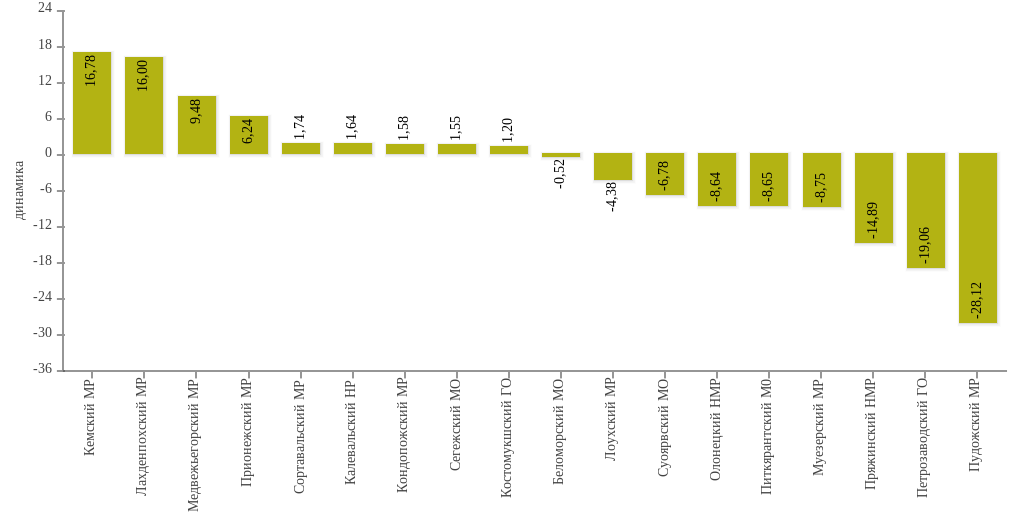 24
18
12
6
0
-6
-12
-18
-24
-30
-36
динамика
16,78
16,00
9,48
6,24
1,74
1,64
1,58
1,55
1,20
-0,52
-4,38
-6,78
-8,64
-8,65
-8,75
-14,89
-19,06
-28,12
Кемский МР
Лахденпохский МР
Медвежьегорский МР
Прионежский МР
Сортавальский МР
Калевальский НР
Кондопожский МР
Сегежский МО
Костомукшский ГО
Беломорский МО
Лоухский МР
Суоярвский МО
Олонецкий НМР
Питкярантский М0
Муезерский МР
Пряжинский НМР
Петрозаводский ГО
Пудожский МР